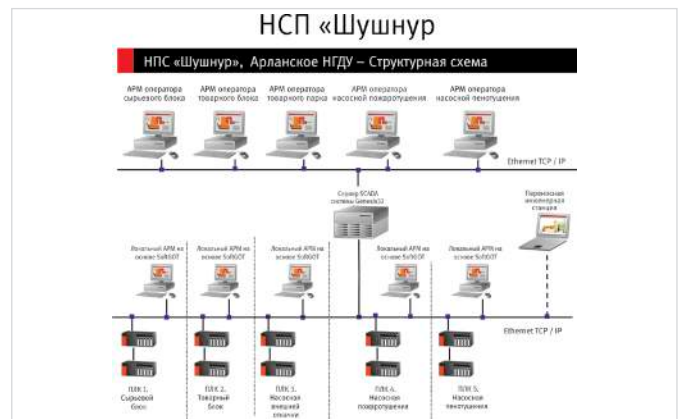 НСП «Шушнур
НПС «Шушнур», Арланское НГДУ – Структурная схема
АРМ оператора сырьевого блока
АРМ оператора товарного блока
АРМ оператора товарного парка
АРМ оператора насосной пожаротушения
АРМ оператора насосной пенотушения
Ethernet TCP / IP
Сервер SCADA
системы Genesis32
Переносная
инженерная
станция
Локальный АРМ на
основе SoftGOT
Локальный АРМ на
основе SoftGOT
Локальный АРМ на
основе SoftGOT
Локальный АРМ на
основе SoftGOT
Локальный АРМ на
основе SoftGOT
Ethernet TCP / IP
ПЛК 1.
Сырьевой
блок
ПЛК 2.
Товарный
блок
ПЛК 3.
Насосная
внешней
откачки
ПЛК 4.
Насосная
пожаротушения
ПЛК 5.
Насосная
пенотушения